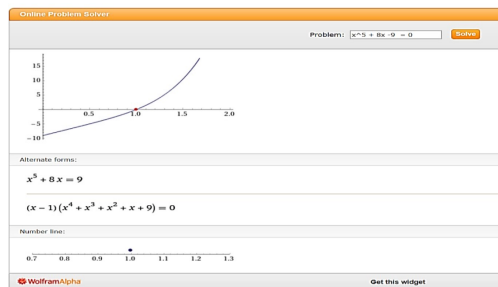 Online Problem Solver
Problem: x^5 + 8x -9 = 0 Solve
15
10
5
0.5 1.0 1.5 2.0
−5
−10
Alternate forms:
x⁵ + 8 x = 9
(x − 1) (x⁴ + x³ + x² + x + 9) = 0
Number line:
0.7 0.8 0.9 1.0 1.1 1.2 1.3
WolframAlpha Get this widget